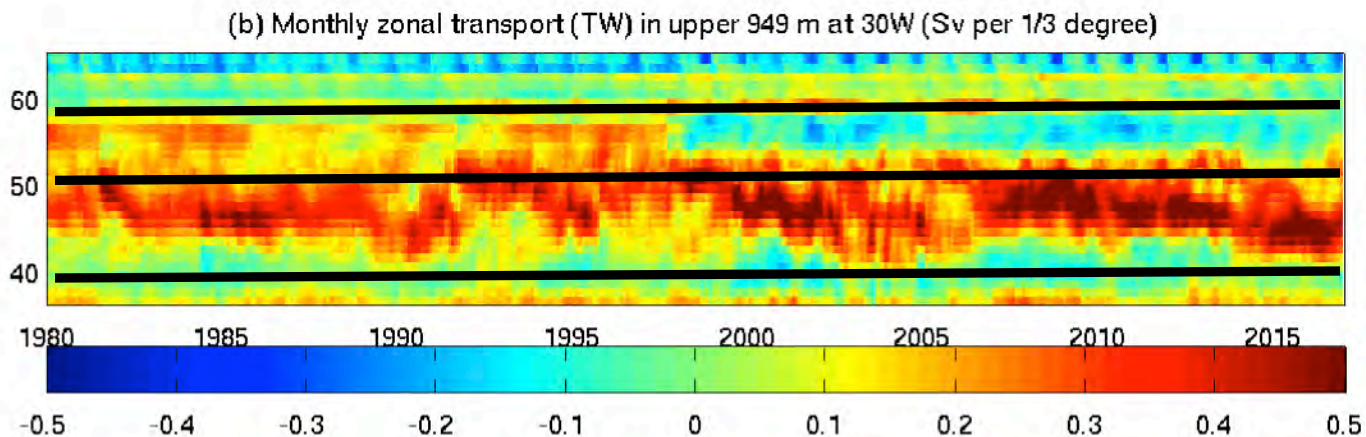 (b) Monthly zonal transport (TW) in upper 949 m at 30W (Sv per 1/3 degree)
60
50
40
1980 1985 1990 1995 2000 2005 2010 2015
-0.5 -0.4 -0.3 -0.2 -0.1 0 0.1 0.2 0.3 0.4 0.5